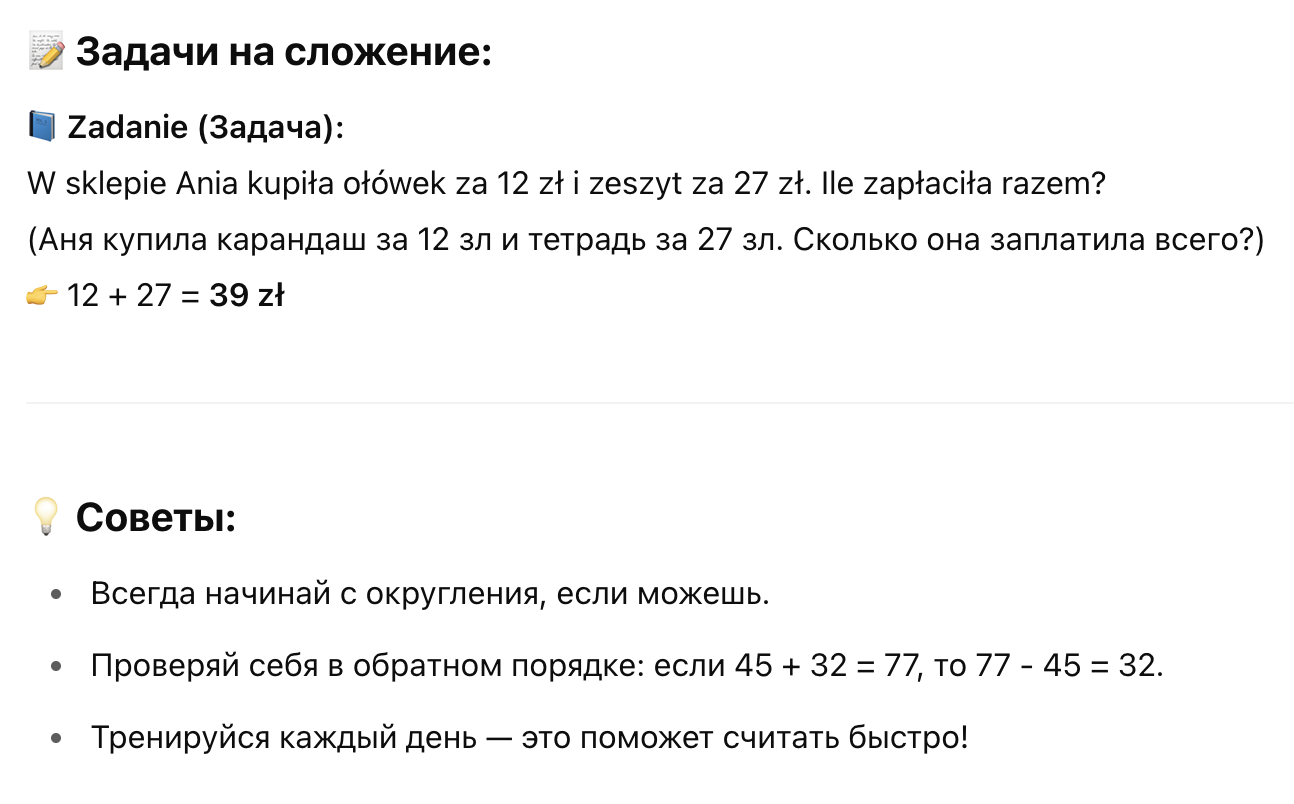 📝 Задачи на сложение:
📘 Zadanie (Задача):
W sklepie Ania kupiła ołówek za 12 zł i zeszyt za 27 zł. Ile zapłaciła razem?
(Аня купила карандаш за 12 зл и тетрадь за 27 зл. Сколько она заплатила всего?)
👉 12 + 27 = 39 zł
💡 Советы:
• Всегда начинай с округления, если можешь.
• Проверяй себя в обратном порядке: если 45 + 32 = 77, то 77 - 45 = 32.
• Тренируйся каждый день — это поможет считать быстро!